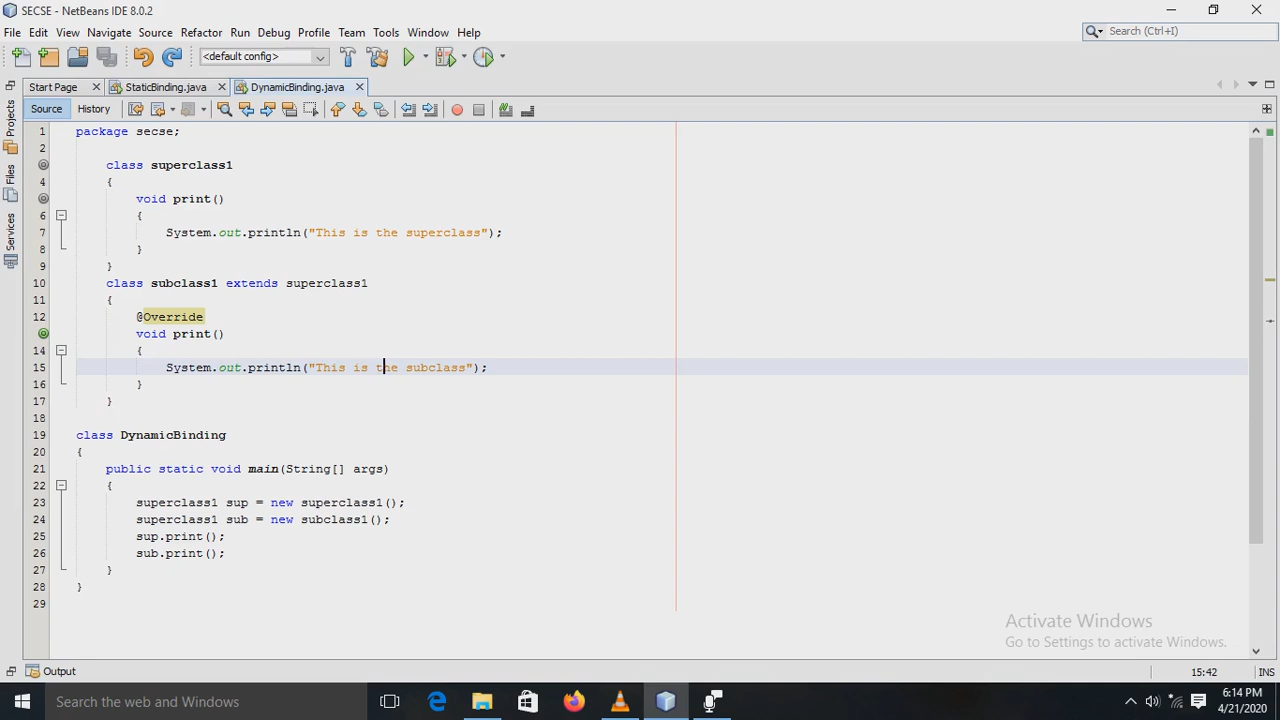 SECSE - NetBeans IDE 8.0.2
File Edit View Navigate Source Refactor Run Debug Profile Team Tools Window Help
Search (Ctrl+I)
<default config>
Start Page StaticBinding.java DynamicBinding.java
Source History
Projects
Files
Services
1 package secse;
2
class superclass1
4 {
void print()
6 {
7 System.out.println("This is the superclass");
8 }
9 }
10 class subclass1 extends superclass1
11 {
12 @Override
void print()
14 {
15 System.out.println("This is the subclass");
16 }
17 }
18
19 class DynamicBinding
20 {
21 public static void main(String[] args)
22 {
23 superclass1 sup = new superclass1();
24 superclass1 sub = new subclass1();
25 sup.print();
26 sub.print();
27 }
28 }
29
Activate Windows
Go to Settings to activate Windows.
Output
15:42 INS
Search the web and Windows
6:14 PM
4/21/2020